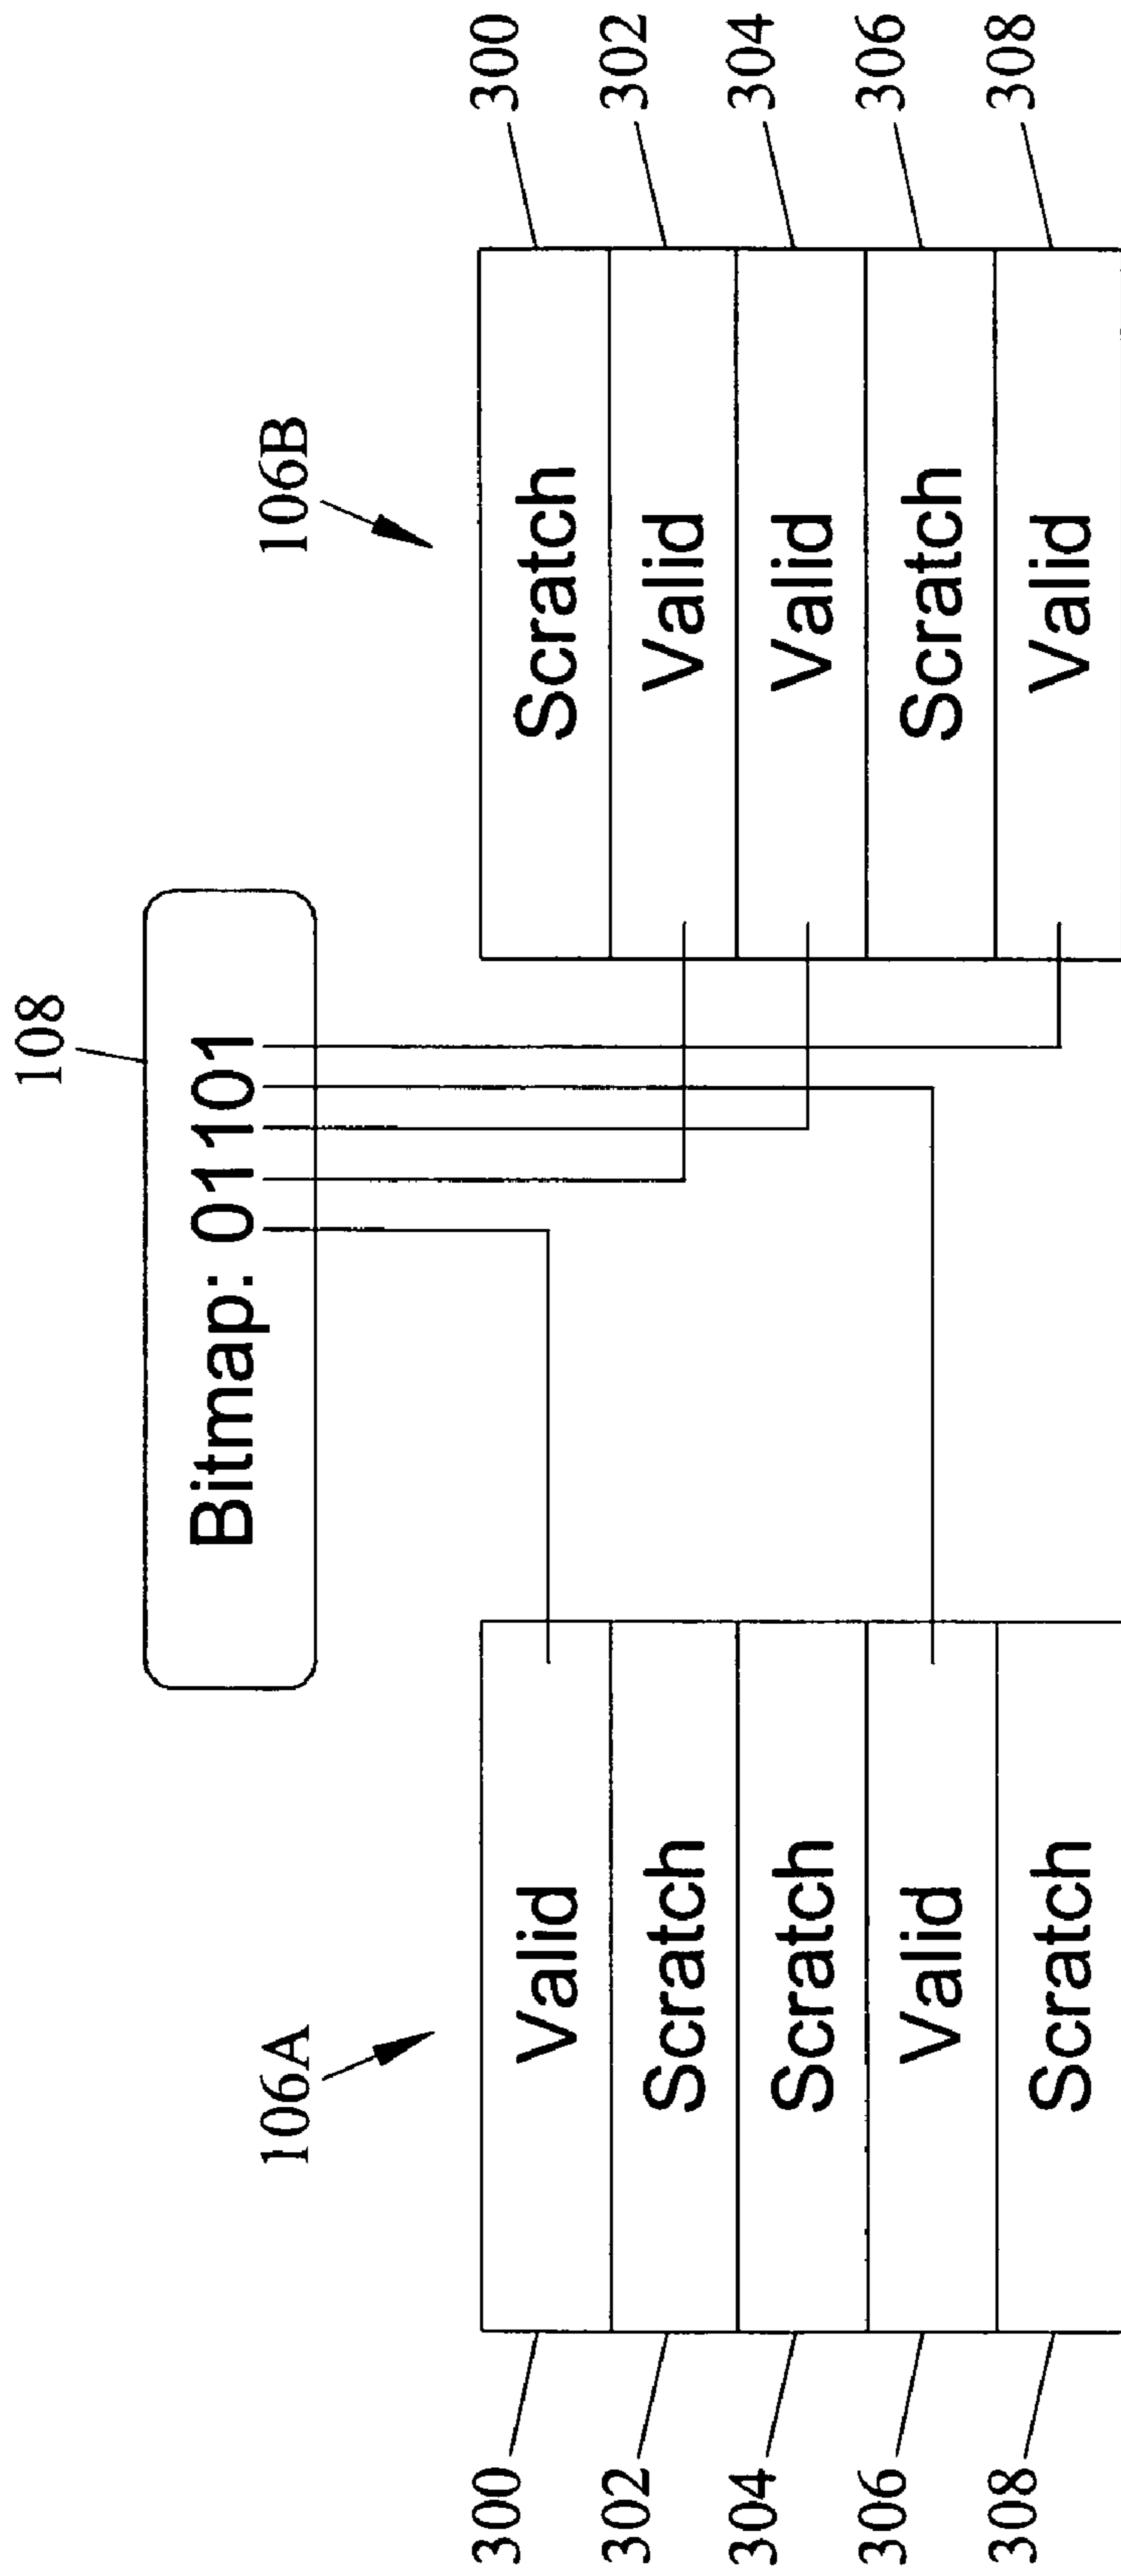 108
Bitmap: 01101
106A
106B
300 Valid Scratch 300
302 Scratch Valid 302
304 Scratch Valid 304
306 Valid Scratch 306
308 Scratch Valid 308